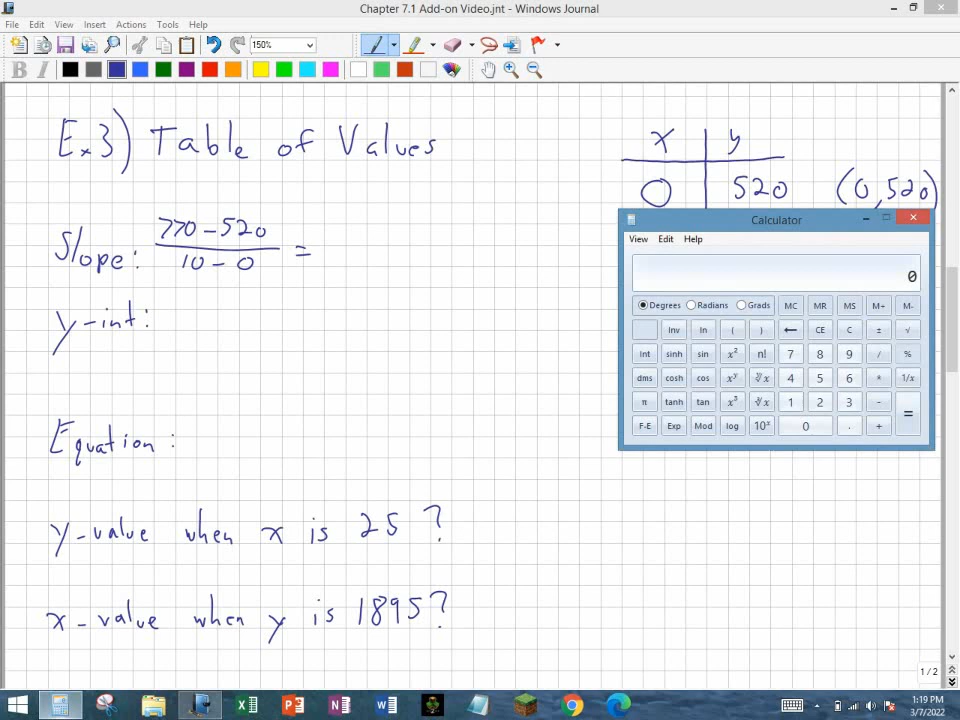 Chapter 7.1 Add-on Video.jnt - Windows Journal
File Edit View Insert Actions Tools Help
150%
B I
Ex3) Table of Values
x y
0 520 (0,520)
Slope: 770-520
10-0 =
y-int:
Equation:
y-value when x is 25?
x-value when y is 1895?
Calculator
View Edit Help
0
Degrees Radians Grads MC MR MS M+ M-
Inv ln ( ) ← CE C ± √
Int sinh sin x² n! 7 8 9 / %
dms cosh cos xʸ ʸ√x 4 5 6 * 1/x
π tanh tan x³ ³√x 1 2 3 - =
F-E Exp Mod log 10ˣ 0 . +
1 / 2
1:19 PM
3/7/2022